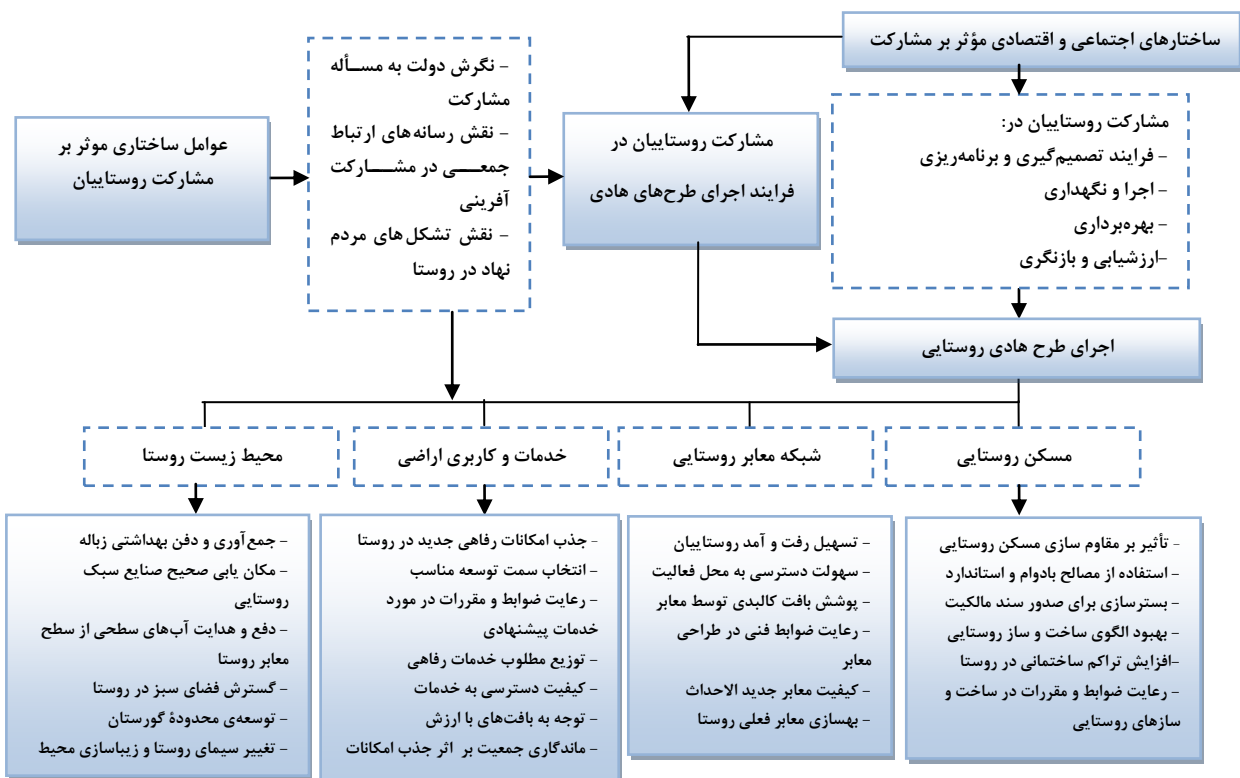 ساختارهای اجتماعی و اقتصادی مؤثر بر مشارکت
مشارکت روستاییان در:
- فرایند تصمیم‌گیری و برنامه‌ریزی
- اجرا و نگهداری
- بهره‌برداری
-ارزشیابی و بازنگری
اجرای طرح هادی روستایی
مشارکت روستاییان در
فرایند اجرای طرح‌های هادی
- نگرش دولت به مســأله
مشارکت
- نقش رسانه‌های ارتباط
جمعــــی در مشــــارکت
آفرینی
- نقش تشکل‌های مردم
نهاد در روستا
عوامل ساختاری موثر بر
مشارکت روستاییان
مسکن روستایی
شبکه معابر روستایی
خدمات و کاربری اراضی
محیط زیست روستا
- تأثیر بر مقاوم سازی مسکن روستایی
- استفاده از مصالح بادوام و استاندارد
- بسترسازی برای صدور سند مالکیت
- بهبود الگوی ساخت و ساز روستایی
-افزایش تراکم ساختمانی در روستا
- رعایت ضوابط و مقررات در ساخت و
سازهای روستایی
- تسهیل رفت و آمد روستاییان
- سهولت دسترسی به محل فعالیت
- پوشش بافت کالبدی توسط معابر
- رعایت ضوابط فنی در طراحی
معابر
- کیفیت معابر جدید الاحداث
- بهسازی معابر فعلی روستا
- جذب امکانات رفاهی جدید در روستا
- انتخاب سمت توسعه مناسب
- رعایت ضوابط و مقررات در مورد
خدمات پیشنهادی
- توزیع مطلوب خدمات رفاهی
- کیفیت دسترسی به خدمات
- توجه به بافت‌های با ارزش
- ماندگاری جمعیت بر اثر جذب امکانات
- جمع‌آوری و دفن بهداشتی زباله
- مکان یابی صحیح صنایع سبک
روستایی
- دفع و هدایت آب‌های سطحی از سطح
معابر روستا
- گسترش فضای سبز در روستا
- توسعه‌ی محدودهٔ گورستان
- تغییر سیمای روستا و زیباسازی محیط